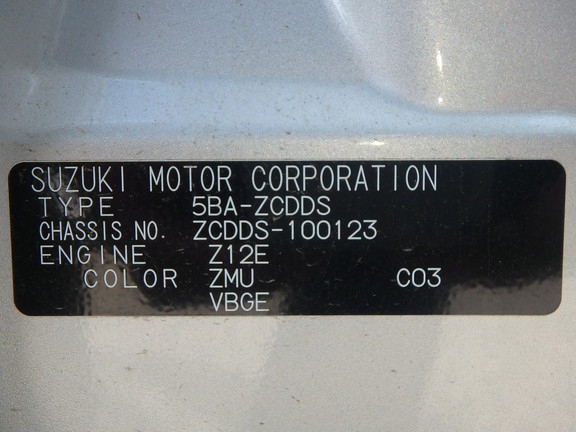 SUZUKI MOTOR CORPORATION
TYPE 5BA-ZCDDS
CHASSIS NO. ZCDDS-100123
ENGINE Z12E
COLOR ZMU C03
VBGE